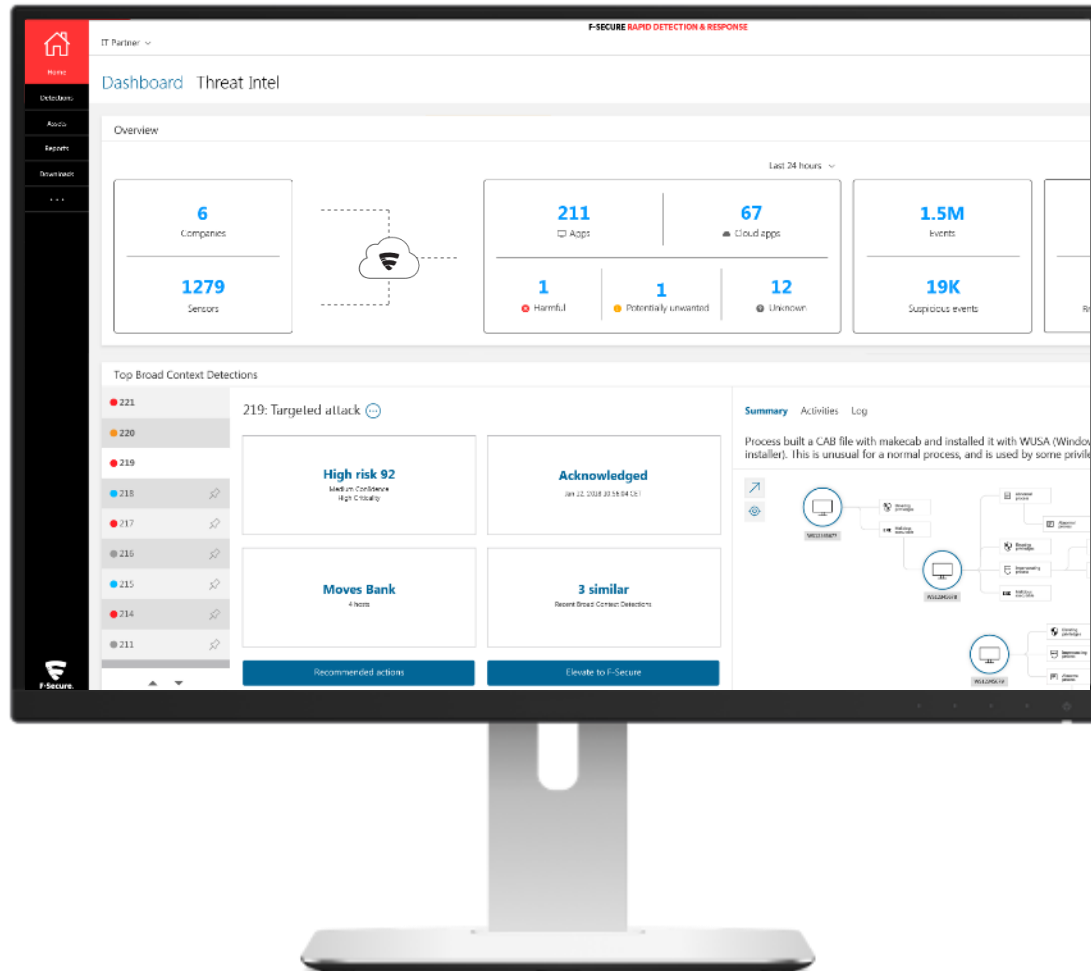 F-SECURE RAPID DETECTION & RESPONSE
IT Partner
Home
Detections
Assets
Reports
Downloads
...
Dashboard Threat Intel
Overview
Last 24 hours
6
Companies
1279
Sensors
211
Apps
67
Cloud apps
1
Harmful
1
Potentially unwanted
12
Unknown
1.5M
Events
19K
Suspicious events
Top Broad Context Detections
221
220
219
218
217
216
215
214
211
219: Targeted attack
High risk 92
Medium Confidence
High Criticality
Acknowledged
Moves Bank
4 hosts
3 similar
Recent Broad Context Detections
Recommended actions
Elevate to F-Secure
Summary Activities Log
Process built a CAB file with makecab and installed it with WUSA
installer). This is unusual for a normal process, and is used by some
F-Secure.